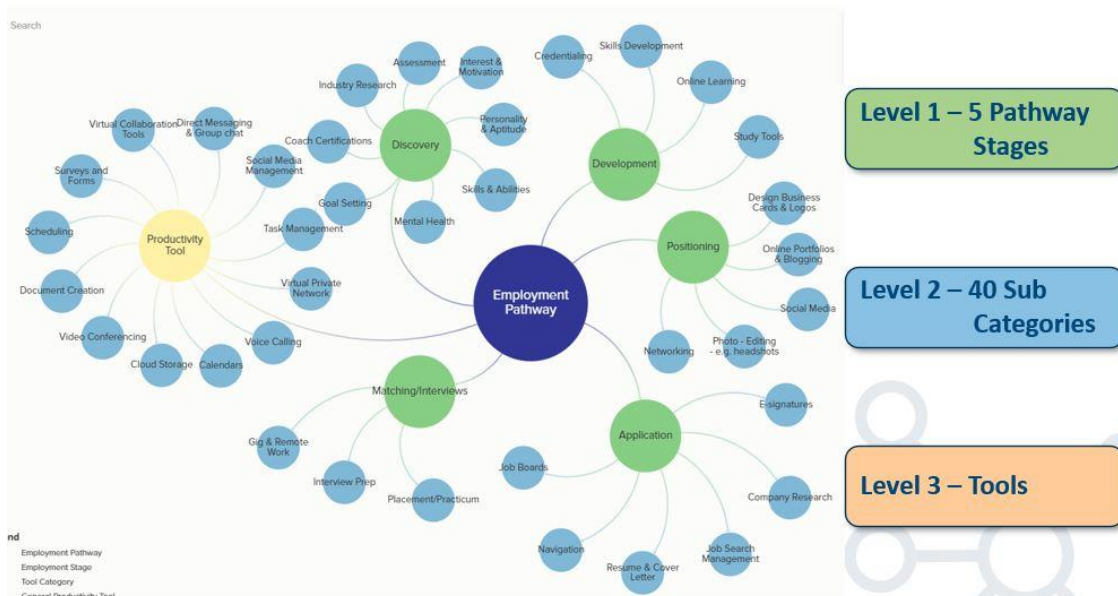 Search
Assessment
Interest &
Motivation
Industry Research
Personality
& Aptitude
Coach Certifications
Discovery
Skills & Abilities
Goal Setting
Mental Health
Credentialing
Skills Development
Online Learning
Study Tools
Development
Virtual Collaboration
Tools
Direct Messaging
& Group chat
Social Media
Management
Surveys and
Forms
Scheduling
Productivity
Tool
Task Management
Document Creation
Virtual Private
Network
Video Conferencing
Voice Calling
Cloud Storage
Calendars
Employment
Pathway
Design Business
Cards & Logos
Positioning
Online Portfolios
& Blogging
Social Media
Networking
Photo - Editing
- e.g. headshots
Matching/Interviews
Gig & Remote
Work
Interview Prep
Placement/Practicum
E-signatures
Application
Job Boards
Company Research
Navigation
Job Search
Management
Resume & Cover
Letter
nd
Employment Pathway
Employment Stage
Tool Category
General Productivity Tool
Level 1 – 5 Pathway
Stages
Level 2 – 40 Sub
Categories
Level 3 – Tools